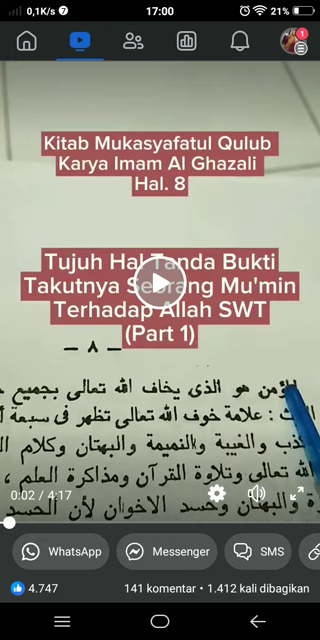 0,1K/s
17:00
21%
1
Kitab Mukasyafatul Qulub
Karya Imam Al Ghazali
Hal. 8
Tujuh Hal Tanda Bukti
Takutnya Seorang Mu'min
Terhadap Allah SWT
(Part 1)
— ٨ —
المؤمن هو الذى يخاف الله تعالى بجميع
: علامة خوف الله تعالى تظهر فى سبعة
والغيبة والنميمة والبهتان وكلام
الله تعالى وتلاوة القرآن ومذاكرة العلم ،
والبهتان وحسد الاخوان لأن الحسد
0:02 / 4:17
WhatsApp
Messenger
SMS
4.747
141 komentar • 1.412 kali dibagikan